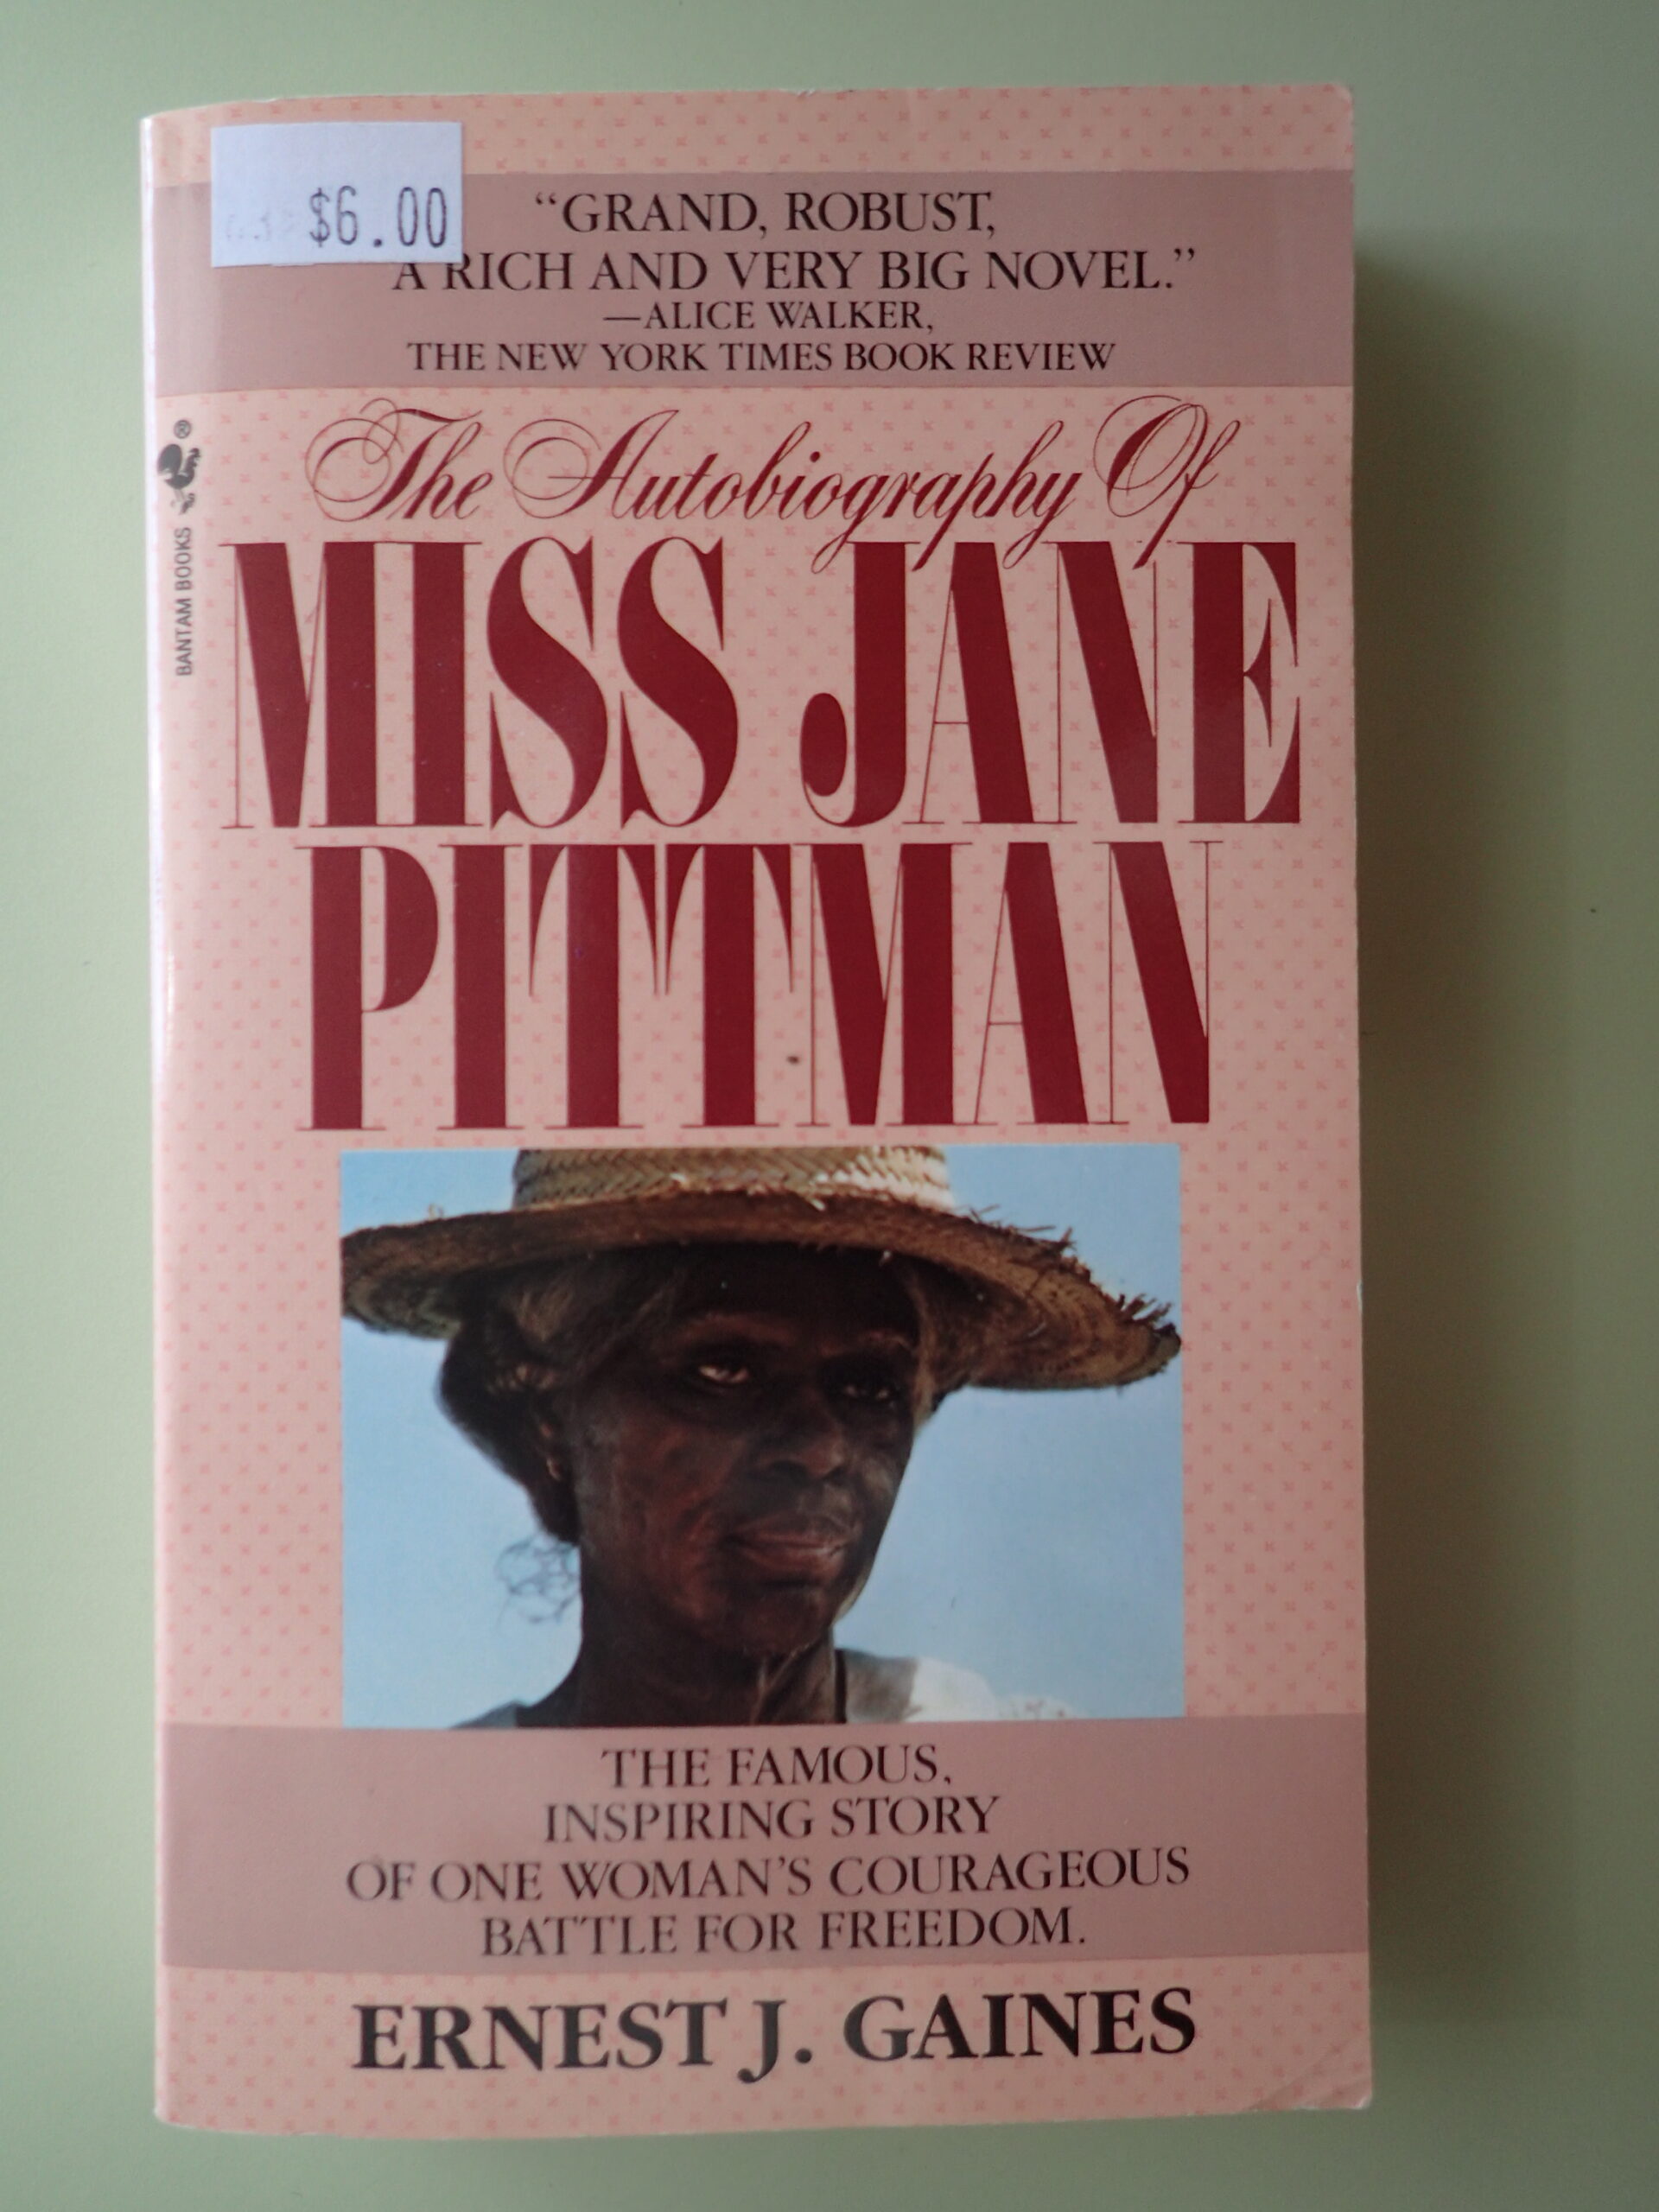 $6.00
“GRAND, ROBUST,
A RICH AND VERY BIG NOVEL.”
—ALICE WALKER,
THE NEW YORK TIMES BOOK REVIEW
®
BANTAM BOOKS
The Autobiography Of
MISS JANE
PITTMAN
THE FAMOUS,
INSPIRING STORY
OF ONE WOMAN’S COURAGEOUS
BATTLE FOR FREEDOM.
ERNEST J. GAINES